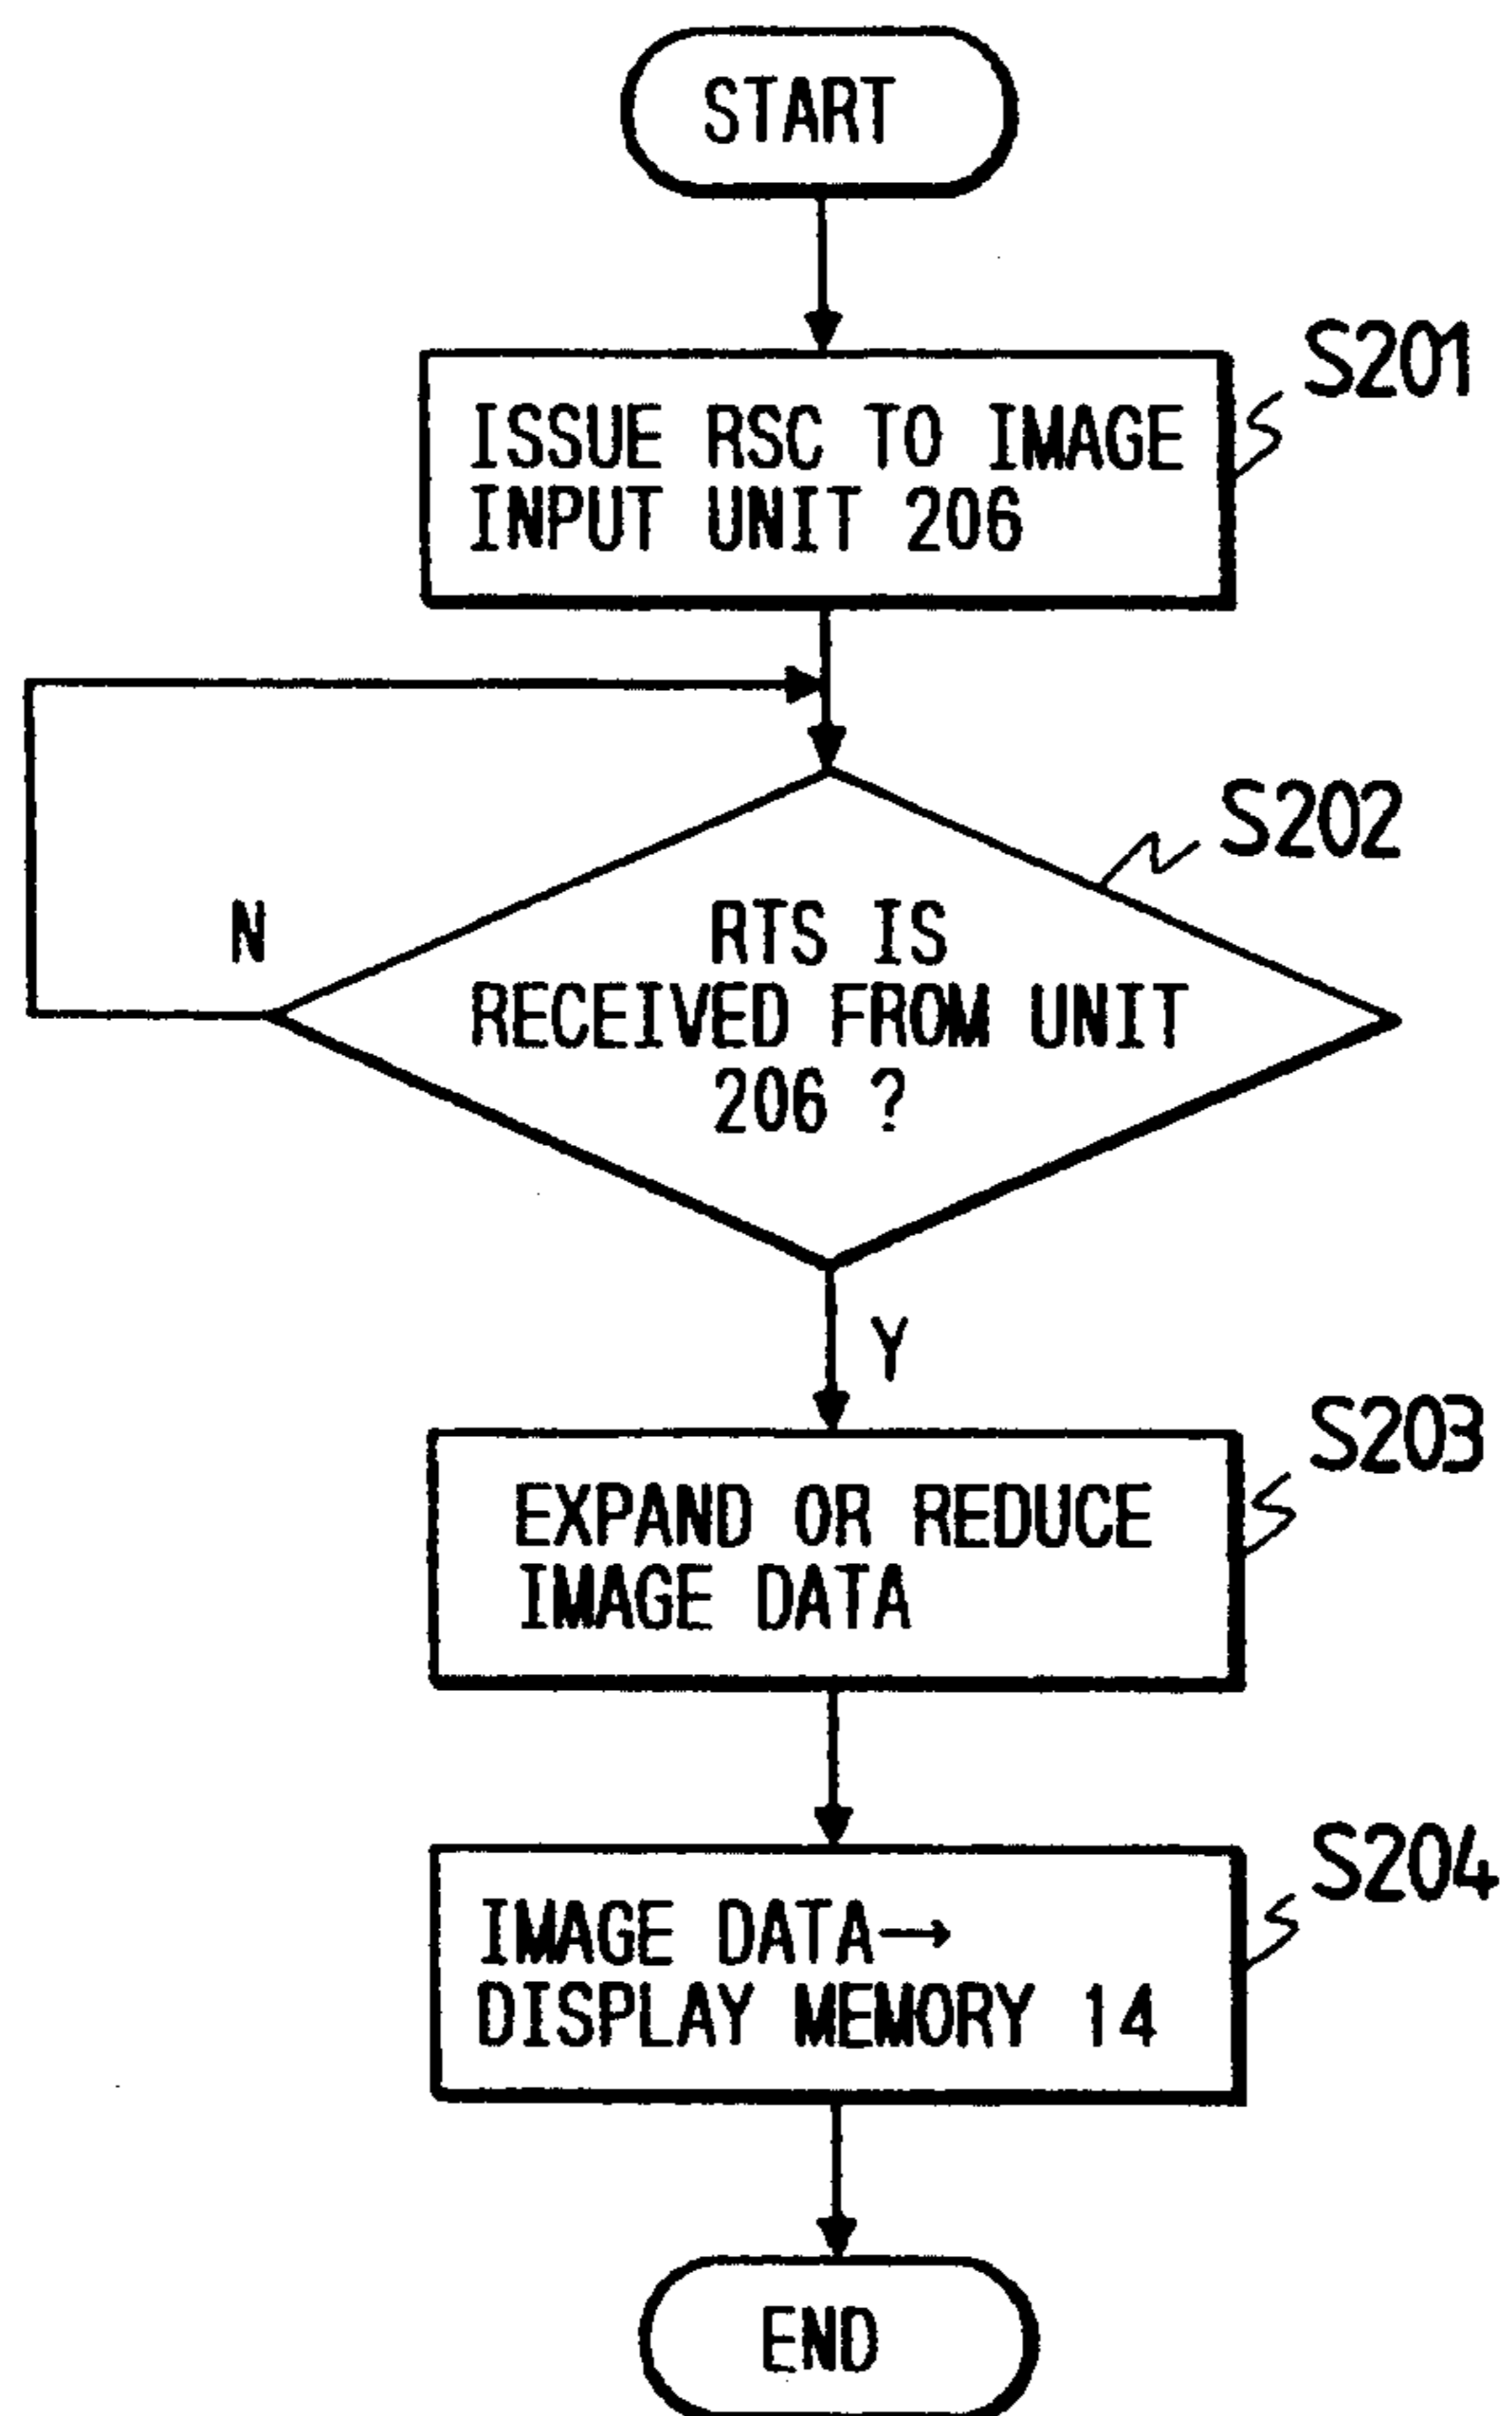 START
S201
ISSUE RSC TO IMAGE
INPUT UNIT 206
S202
N
RTS IS
RECEIVED FROM UNIT
206 ?
Y
S203
EXPAND OR REDUCE
IMAGE DATA
S204
IMAGE DATA→
DISPLAY MEMORY 14
END